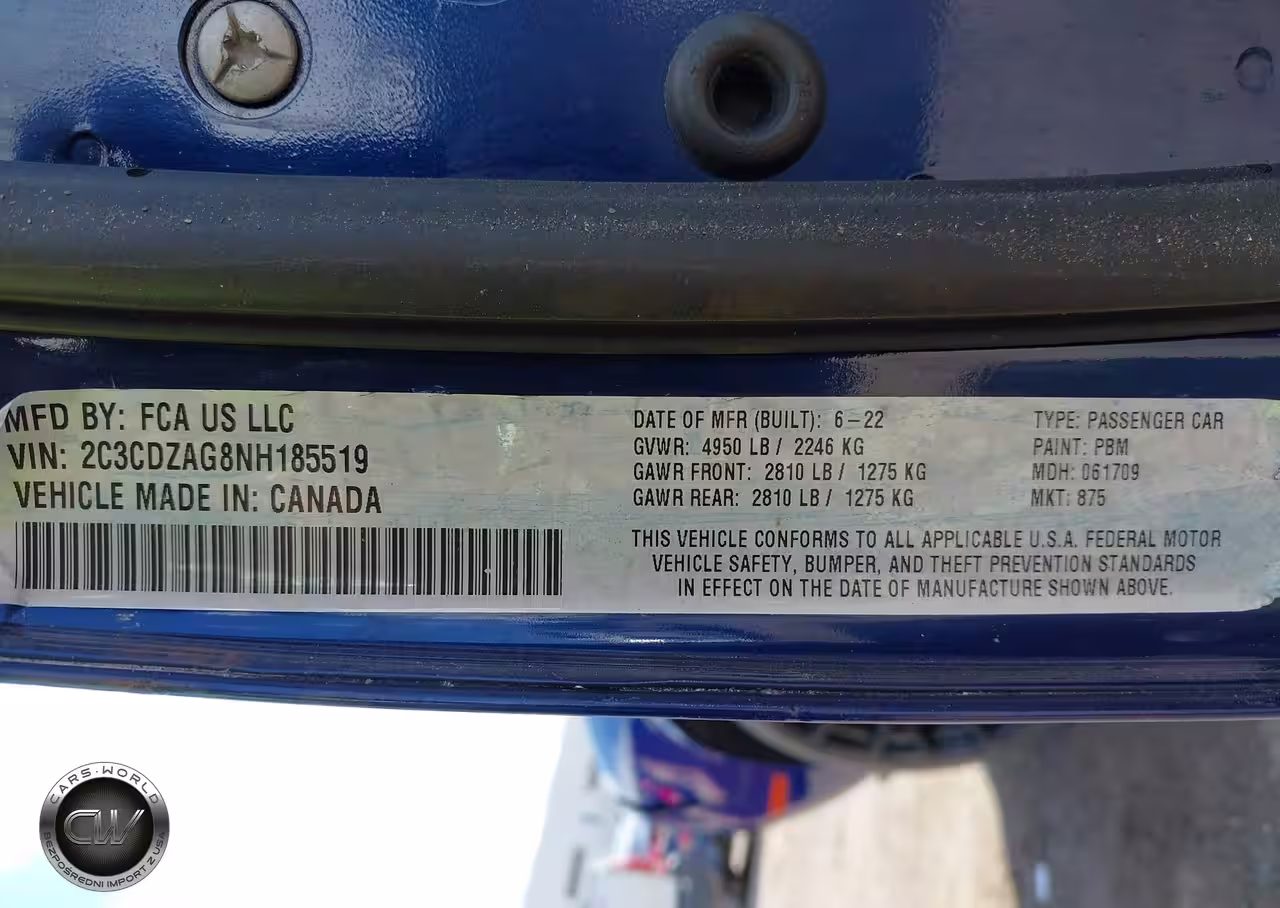 MFD BY: FCA US LLC
VIN: 2C3CDZAG8NH185519
VEHICLE MADE IN: CANADA
DATE OF MFR (BUILT): 6-22
GVWR: 4950 LB / 2246 KG
GAWR FRONT: 2810 LB / 1275 KG
GAWR REAR: 2810 LB / 1275 KG
TYPE: PASSENGER CAR
PAINT: PBM
MDH: 061709
MKT: 875
THIS VEHICLE CONFORMS TO ALL APPLICABLE U.S.A. FEDERAL MOTOR
VEHICLE SAFETY, BUMPER, AND THEFT PREVENTION STANDARDS
IN EFFECT ON THE DATE OF MANUFACTURE SHOWN ABOVE.
CARS·WORLD
CW
BEZPOŚREDNI IMPORT Z USA